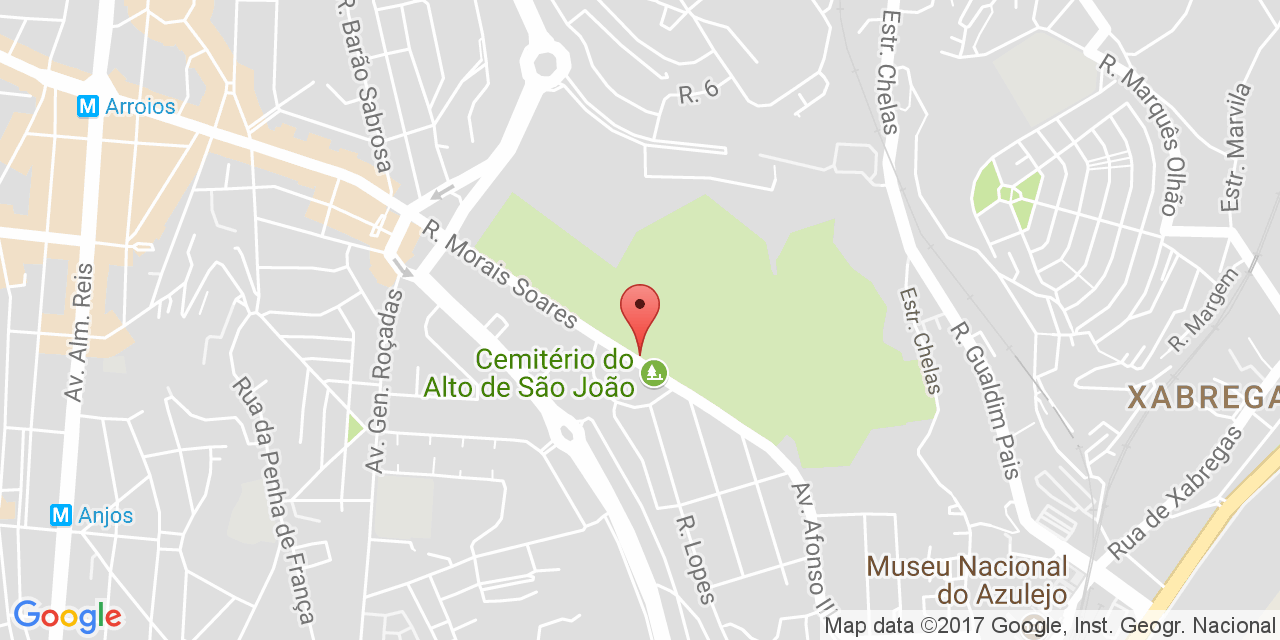 R. Barão Sabrosa
R. 6
Estr. Chelas
R. Marquês Olhão
Estr. Marvila
M Arroios
R. Morais Soares
Av. Alm. Reis
Av. Gen. Roçadas
R. Margem
Estr. Chelas
R. Gualdim Pais
Cemitério do
Alto de São João
XABREGA
Rua da Penha de França
Rua de Xabregas
M Anjos
R. Lopes
Av. Afonso II
Museu Nacional
do Azulejo
Google
Map data ©2017 Google, Inst. Geogr. Nacional